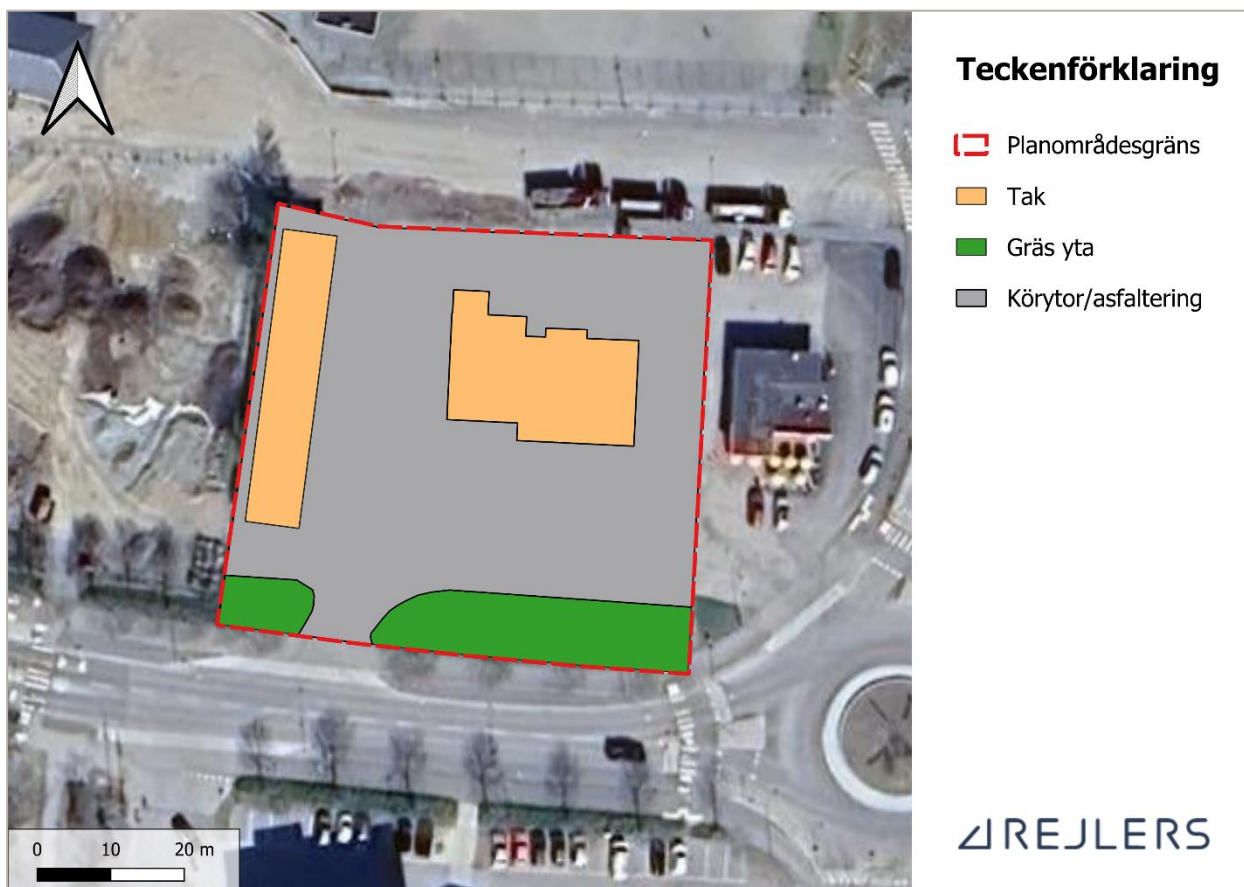 Teckenförklaring
Planområdesgräns
Tak
Gräs yta
Körytor/asfaltering
0 10 20 m
REJLERS